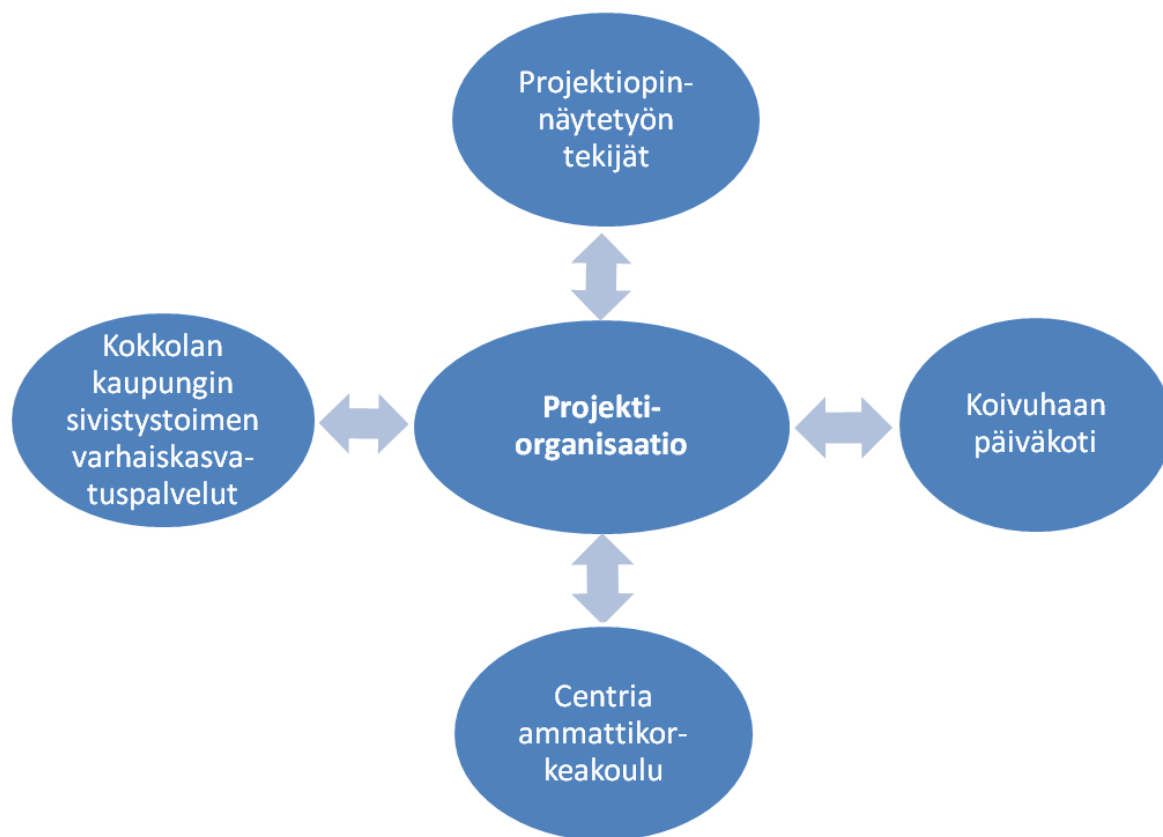 Projektiopin-
näytetyön
tekijät
Kokkolan
kaupungin
sivistystoimen
varhaiskasva-
tuspalvelut
Projekti-
organisaatio
Koivuhaan
päiväkoti
Centria
ammattikor-
keakoulu